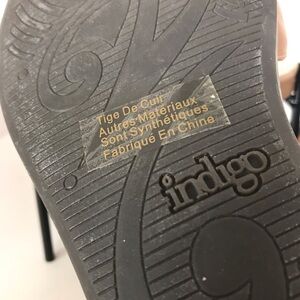 Tige De Cuir
Autres Matériaux
Sont Synthétiques
Fabriqué En Chine
indigo